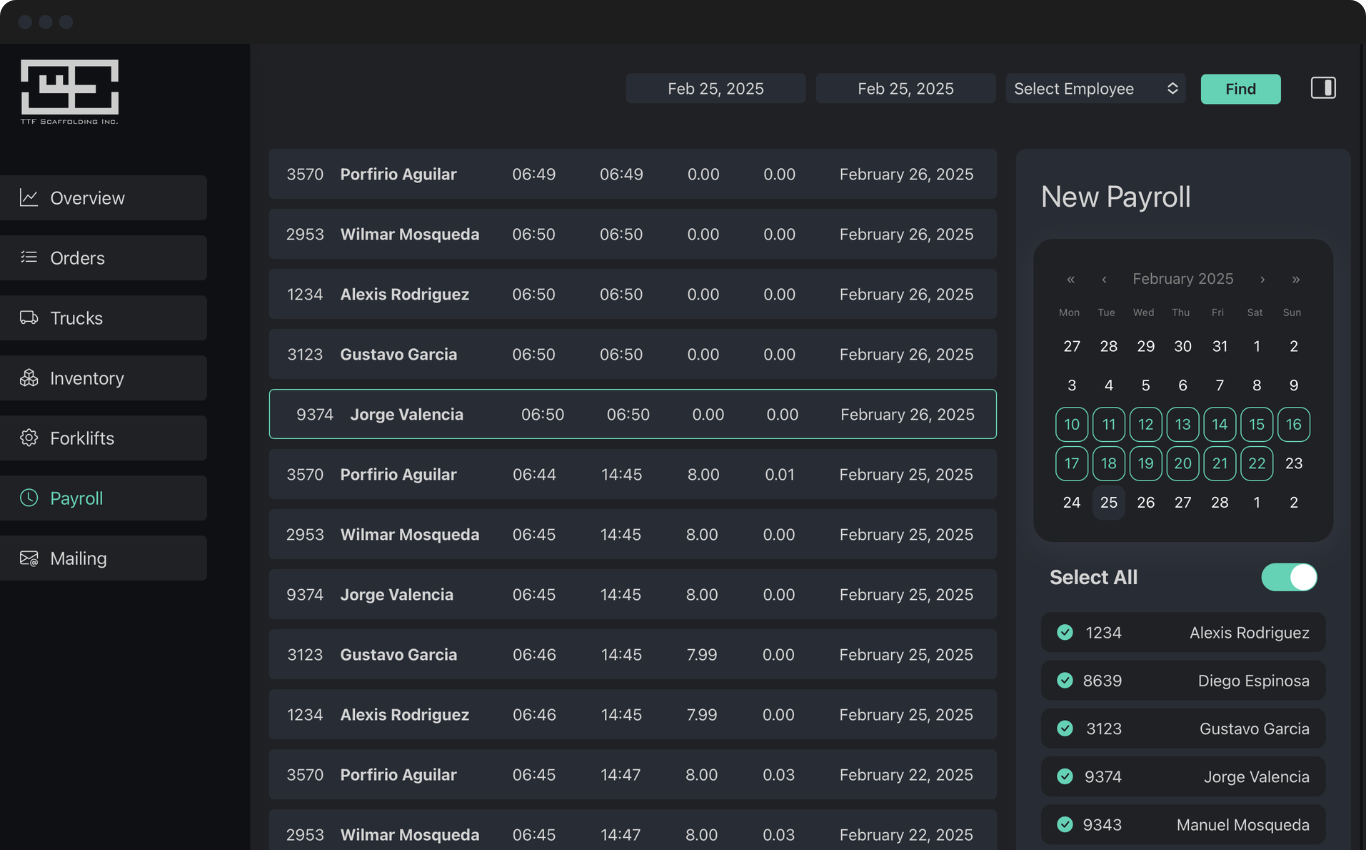 TTF Scaffolding Inc.
Overview
Orders
Trucks
Inventory
Forklifts
Payroll
Mailing
Feb 25, 2025 Feb 25, 2025 Select Employee Find
3570 Porfirio Aguilar 06:49 06:49 0.00 0.00 February 26, 2025
2953 Wilmar Mosqueda 06:50 06:50 0.00 0.00 February 26, 2025
1234 Alexis Rodriguez 06:50 06:50 0.00 0.00 February 26, 2025
3123 Gustavo Garcia 06:50 06:50 0.00 0.00 February 26, 2025
9374 Jorge Valencia 06:50 06:50 0.00 0.00 February 26, 2025
3570 Porfirio Aguilar 06:44 14:45 8.00 0.01 February 25, 2025
2953 Wilmar Mosqueda 06:45 14:45 8.00 0.00 February 25, 2025
9374 Jorge Valencia 06:45 14:45 8.00 0.00 February 25, 2025
3123 Gustavo Garcia 06:46 14:45 7.99 0.00 February 25, 2025
1234 Alexis Rodriguez 06:46 14:45 7.99 0.00 February 25, 2025
3570 Porfirio Aguilar 06:45 14:47 8.00 0.03 February 22, 2025
2953 Wilmar Mosqueda 06:45 14:47 8.00 0.03 February 22, 2025
New Payroll
« ‹ February 2025 › »
Mon Tue Wed Thu Fri Sat Sun
27 28 29 30 31 1 2
3 4 5 6 7 8 9
10 11 12 13 14 15 16
17 18 19 20 21 22 23
24 25 26 27 28 1 2
Select All
1234 Alexis Rodriguez
8639 Diego Espinosa
3123 Gustavo Garcia
9374 Jorge Valencia
9343 Manuel Mosqueda